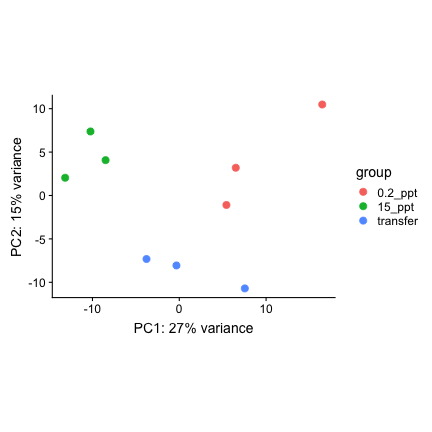 10
5
0
-5
-10
PC2: 15% variance
-10
0
10
PC1: 27% variance
group
0.2_ppt
15_ppt
transfer